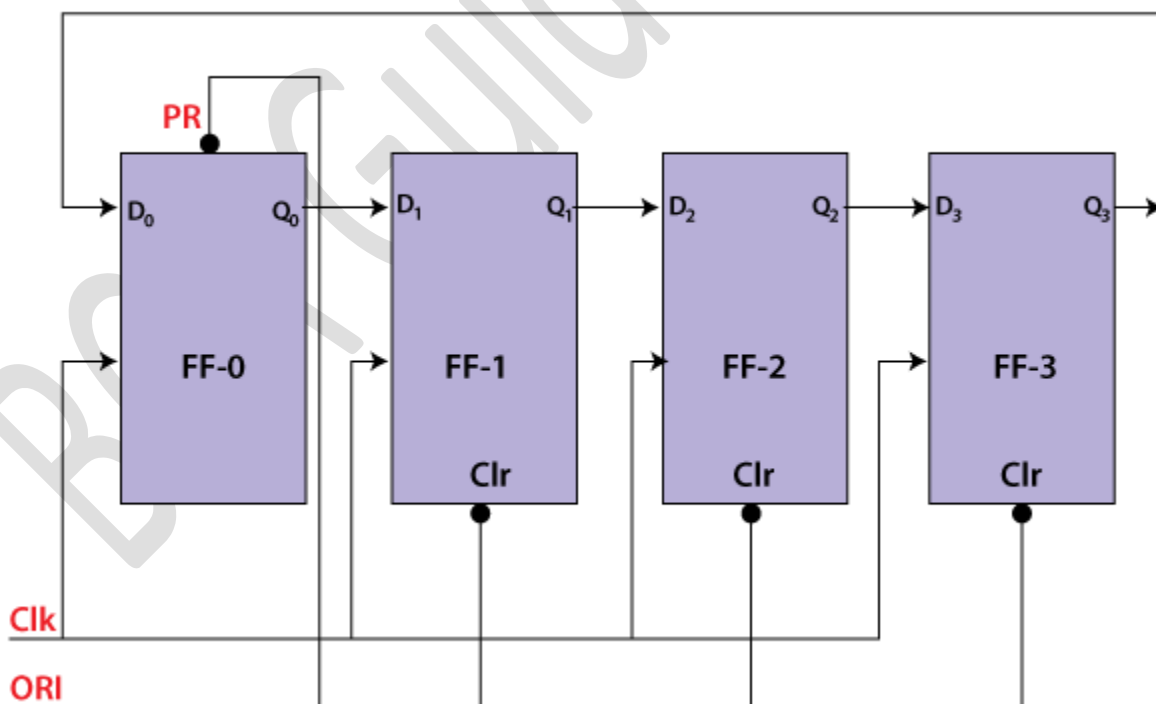 PR
D0 Q0 D1 Q1 D2 Q2 D3 Q3
FF-0 FF-1 FF-2 FF-3
Clr Clr Clr
Clk
ORI